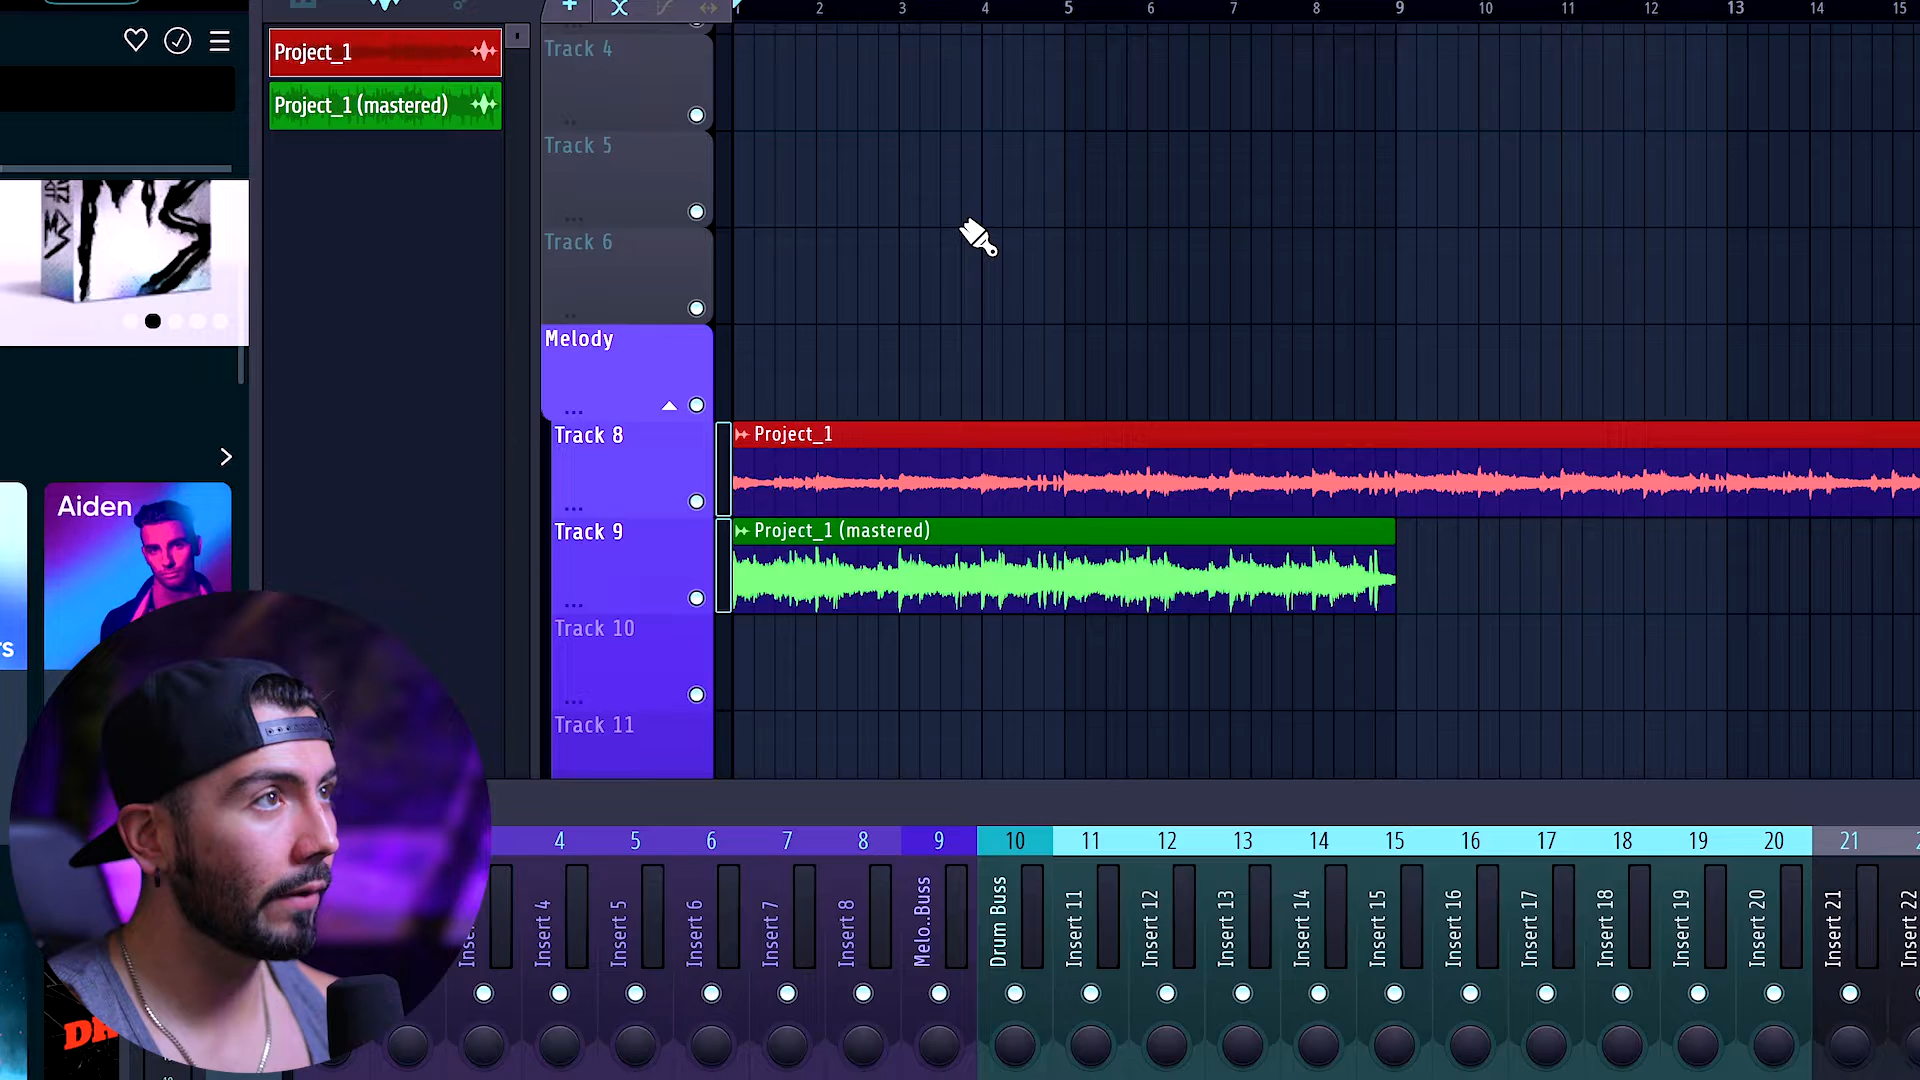 2 3 4 5 6 7 8 9 10 11 12 13 14 15
Project_1
Project_1 (mastered)
Track 4
Track 5
Track 6
Melody
Track 8
Project_1
Track 9
Project_1 (mastered)
Track 10
Track 11
Aiden
4 5 6 7 8 9 10 11 12 13 14 15 16 17 18 19 20 21
Insert 4
Insert 5
Insert 6
Insert 7
Insert 8
Melo..Buss
Drum Buss
Insert 11
Insert 12
Insert 13
Insert 14
Insert 15
Insert 16
Insert 17
Insert 18
Insert 19
Insert 20
Insert 21
Insert 22